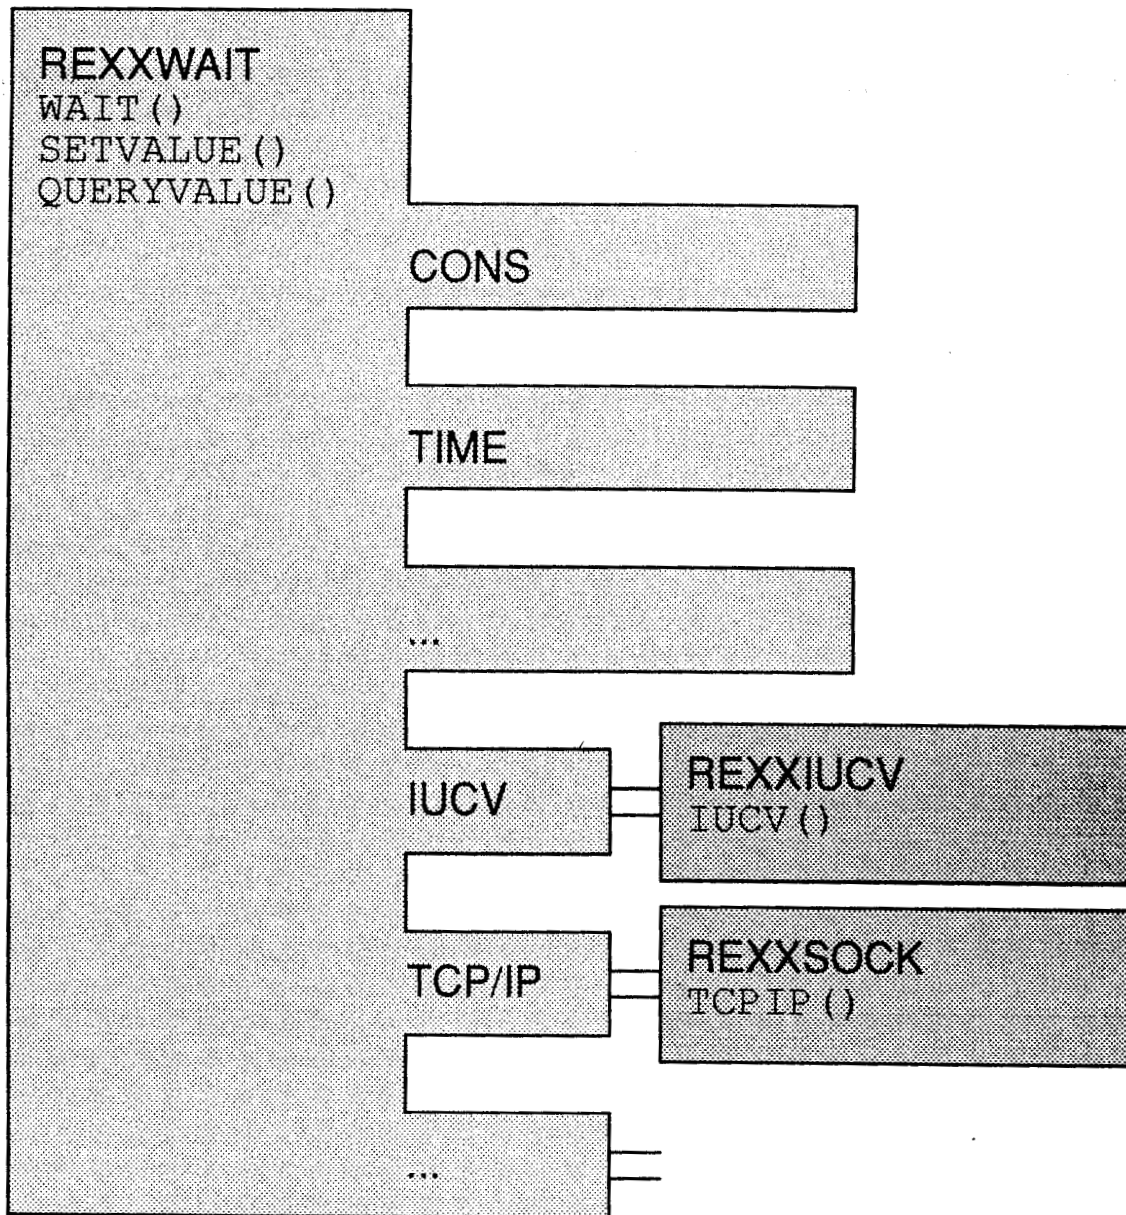 REXXWAIT
WAIT()
SETVALUE()
QUERYVALUE()
CONS
TIME
...
IUCV
REXXIUCV
IUCV()
TCP/IP
REXXSOCK
TCPIP()
...